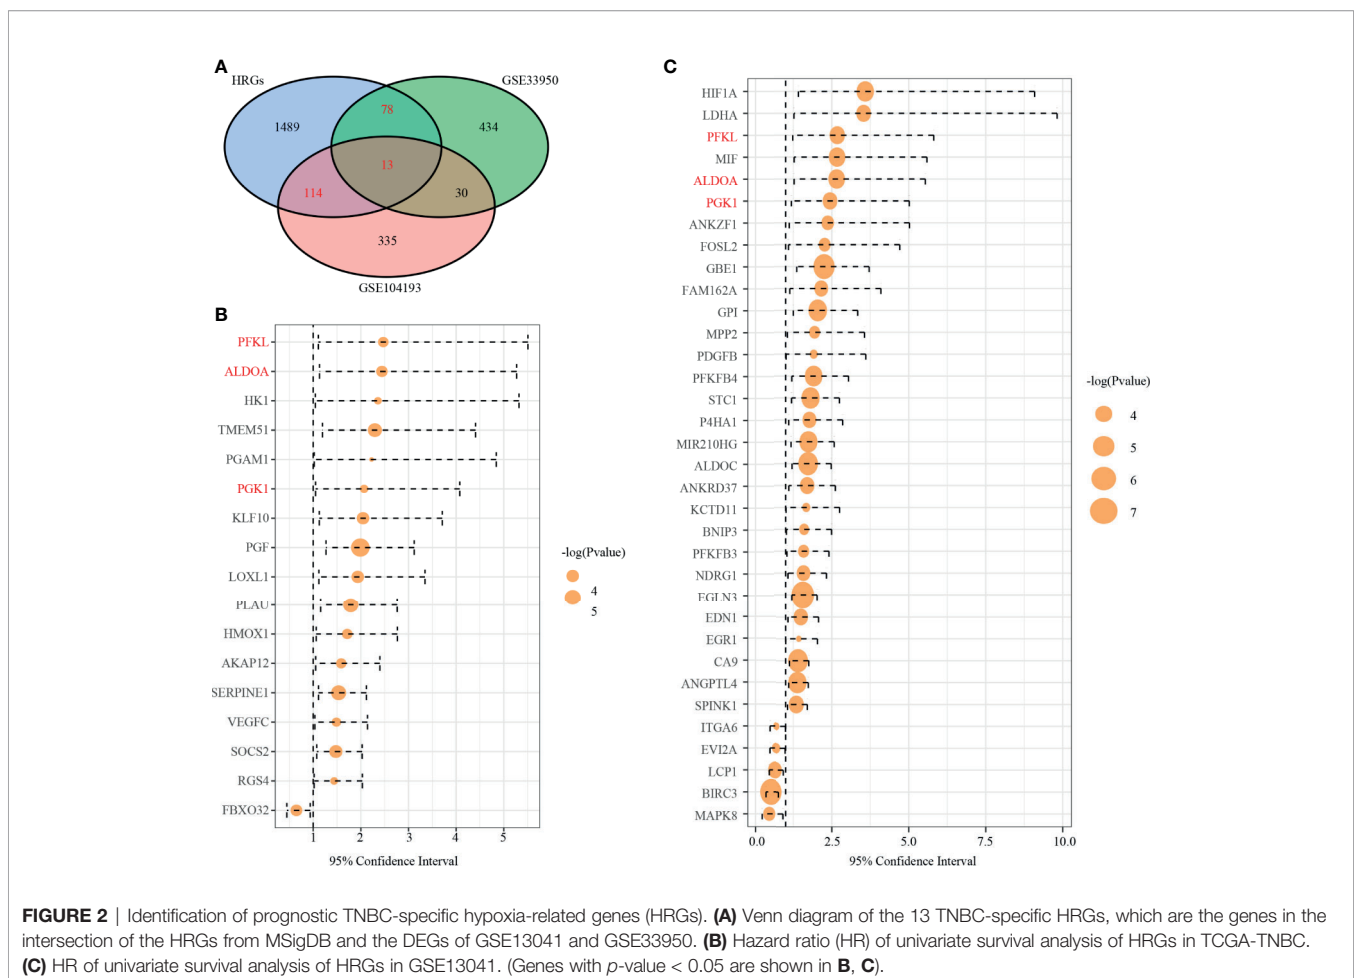 A
HRGs
GSE33950
78
1489
434
13
114
30
335
GSE104193
B
PFKL
ALDOA
HK1
TMEM51
PGAM1
PGK1
KLF10
PGF
LOXL1
PLAU
HMOX1
AKAP12
SERPINE1
VEGFC
SOCS2
RGS4
FBXO32
1 2 3 4 5
95% Confidence Interval
-log(Pvalue)
4
5
C
HIF1A
LDHA
PFKL
MIF
ALDOA
PGK1
ANKZF1
FOSL2
GBE1
FAM162A
GPI
MPP2
PDGFB
PFKFB4
STC1
P4HA1
MIR210HG
ALDOC
ANKRD37
KCTD11
BNIP3
PFKFB3
NDRG1
EGLN3
EDN1
EGR1
CA9
ANGPTL4
SPINK1
ITGA6
EVI2A
LCP1
BIRC3
MAPK8
0.0 2.5 5.0 7.5 10.0
95% Confidence Interval
-log(Pvalue)
4
5
6
7
FIGURE 2 | Identification of prognostic TNBC-specific hypoxia-related genes (HRGs). (A) Venn diagram of the 13 TNBC-specific HRGs, which are the genes in the
intersection of the HRGs from MSigDB and the DEGs of GSE13041 and GSE33950. (B) Hazard ratio (HR) of univariate survival analysis of HRGs in TCGA-TNBC.
(C) HR of univariate survival analysis of HRGs in GSE13041. (Genes with p-value < 0.05 are shown in B, C).